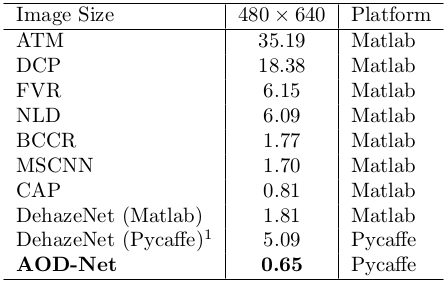 Image Size 480 × 640 Platform
ATM 35.19 Matlab
DCP 18.38 Matlab
FVR 6.15 Matlab
NLD 6.09 Matlab
BCCR 1.77 Matlab
MSCNN 1.70 Matlab
CAP 0.81 Matlab
DehazeNet (Matlab) 1.81 Matlab
DehazeNet (Pycaffe)¹ 5.09 Pycaffe
AOD-Net 0.65 Pycaffe